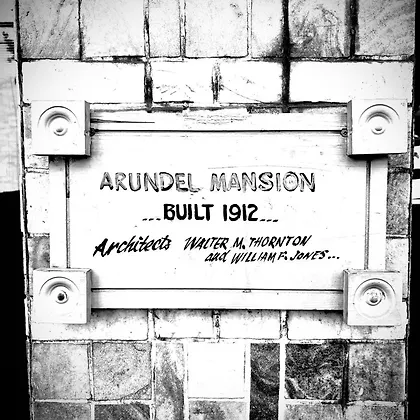 ARUNDEL MANSION
...BUILT 1912...
Architects WALTER M. THORNTON
and WILLIAM F. JONES...